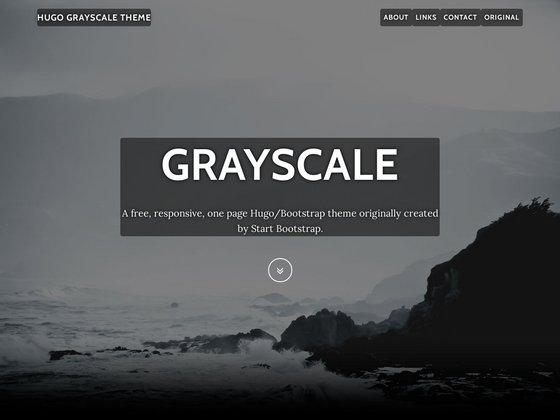 HUGO GRAYSCALE THEME
ABOUT LINKS CONTACT ORIGINAL
GRAYSCALE
A free, responsive, one page Hugo/Bootstrap theme originally created
by Start Bootstrap.